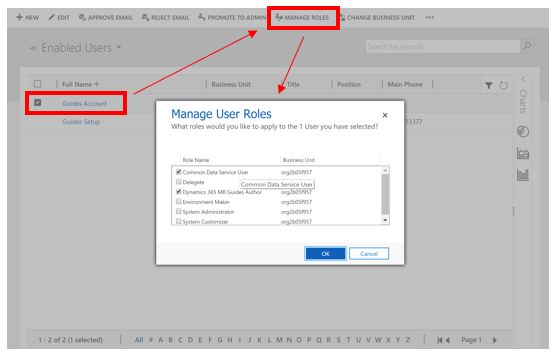 NEW EDIT APPROVE EMAIL REJECT EMAIL PROMOTE TO ADMIN MANAGE ROLES CHANGE BUSINESS UNIT •••
Enabled Users
Search for records
Full Name Business Unit Title Position Main Phone
Charts
Guides Account
Guides Setup 33377
Manage User Roles
What roles would you like to apply to the 1 User you have selected?
Role Name Business Unit
Common Data Service User org2b05f957
Delegate
Common Data Service User
Dynamics 365 MR Guides Author org2b05f957
Environment Maker org2b05f957
System Administrator org2b05f957
System Customizer org2b05f957
OK Cancel
1 - 2 of 2 (1 selected) All # A B C D E F G H I J K L M N O P Q R S T U V W X Y Z Page 1